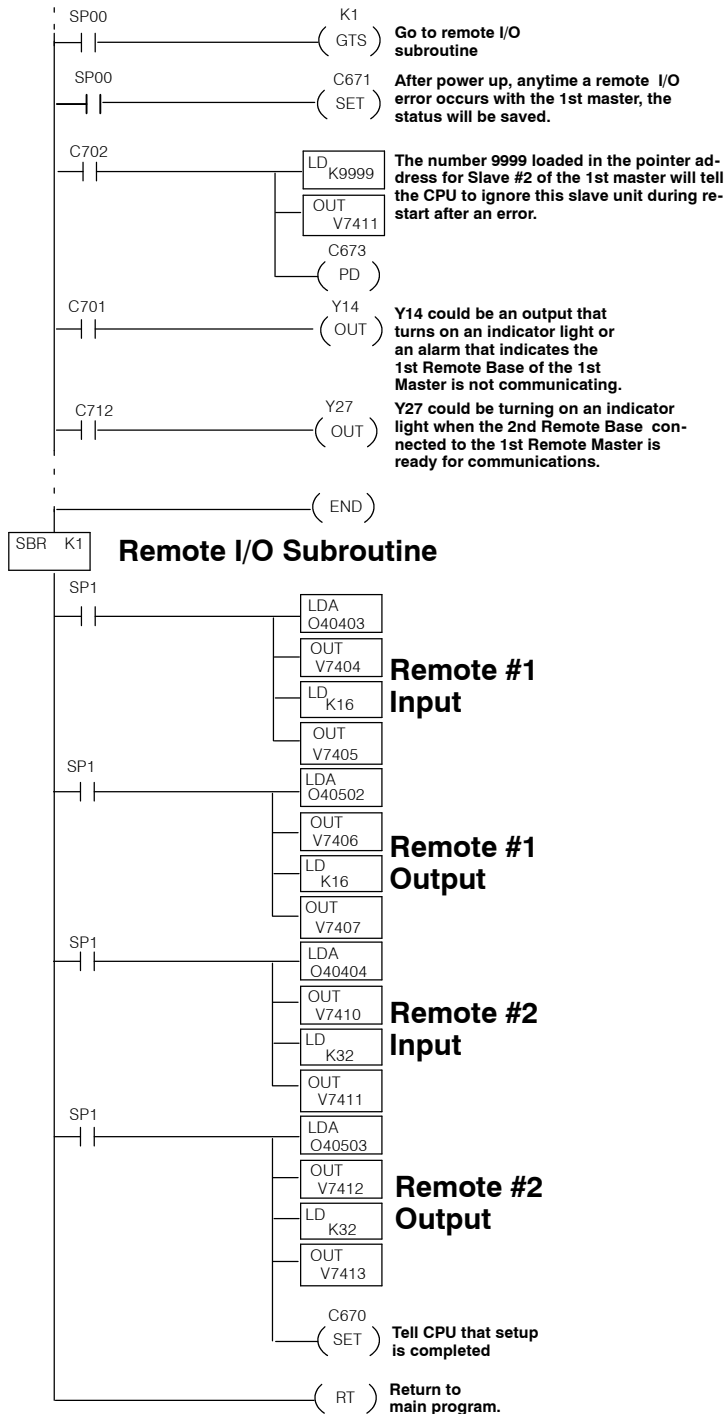 SP00
K1
GTS
Go to remote I/O
subroutine
SP00
C671
SET
After power up, anytime a remote I/O
error occurs with the 1st master, the
status will be saved.
C702
LD
K9999
OUT
V7411
C673
PD
The number 9999 loaded in the pointer ad-
dress for Slave #2 of the 1st master will tell
the CPU to ignore this slave unit during re-
start after an error.
C701
Y14
OUT
Y14 could be an output that
turns on an indicator light or
an alarm that indicates the
1st Remote Base of the 1st
Master is not communicating.
C712
Y27
OUT
Y27 could be turning on an indicator
light when the 2nd Remote Base con-
nected to the 1st Remote Master is
ready for communications.
END
SBR K1
Remote I/O Subroutine
SP1
LDA
O40403
OUT
V7404
LD
K16
OUT
V7405
Remote #1
Input
SP1
LDA
O40502
OUT
V7406
LD
K16
OUT
V7407
Remote #1
Output
SP1
LDA
O40404
OUT
V7410
LD
K32
OUT
V7411
Remote #2
Input
SP1
LDA
O40503
OUT
V7412
LD
K32
OUT
V7413
Remote #2
Output
C670
SET
Tell CPU that setup
is completed
RT
Return to
main program.